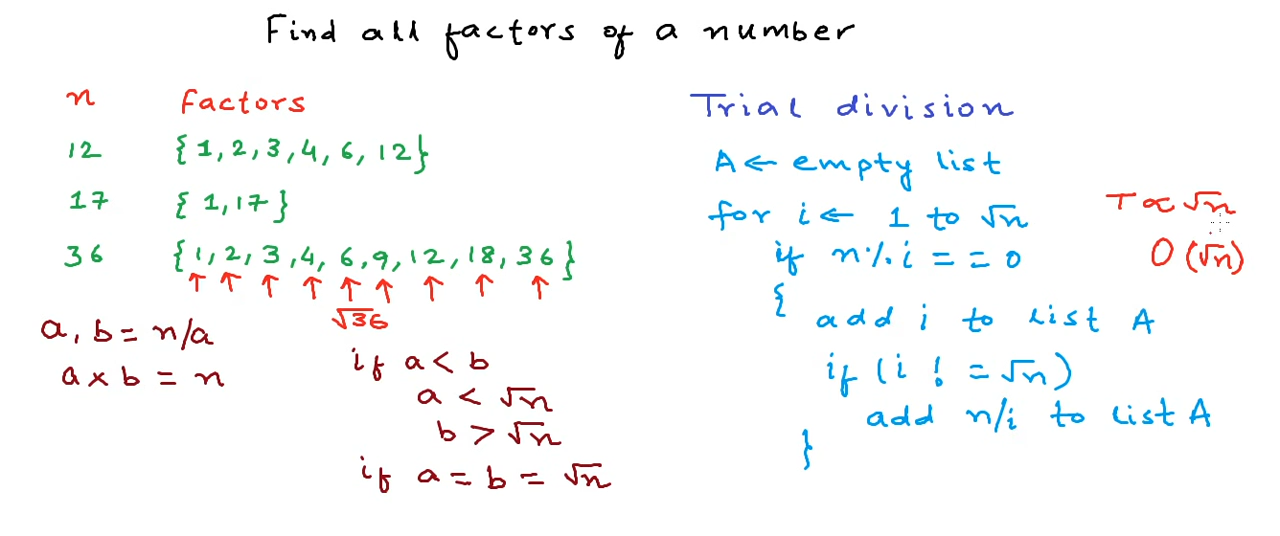 Find all factors of a number
n factors
12 {1,2,3,4,6,12}
17 {1,17}
36 {1,2,3,4,6,9,12,18,36}
↑ ↑ ↑ ↑ ↑ ↑ ↑ ↑ ↑
√36
a, b = n/a
a x b = n
if a < b
a < √n
b > √n
if a = b = √n
Trial division
A ← empty list
for i ← 1 to √n
if n % i == 0
{
add i to list A
if (i != √n)
add n/i to list A
}
T ∝ √n
O(√n)